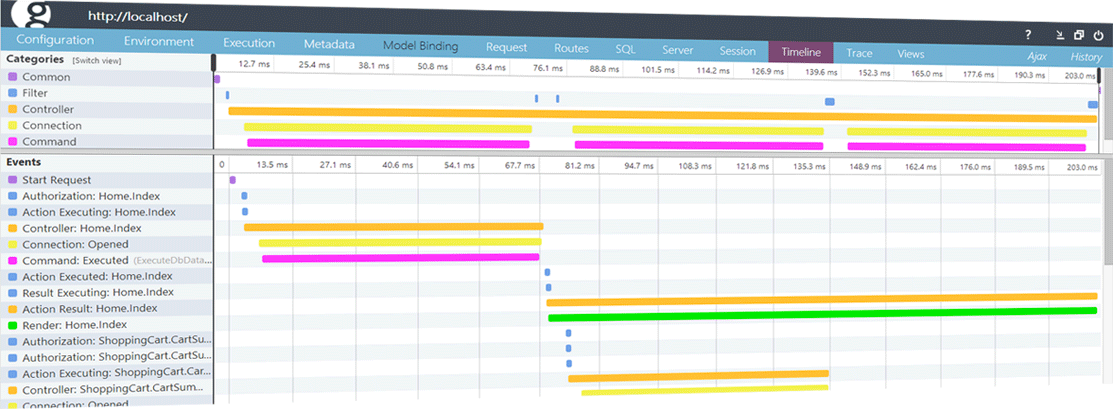 g
http://localhost/
?
Configuration Environment Execution Metadata Model Binding Request Routes SQL Server Session Timeline Trace Views Ajax History
Categories [Switch view] 12.7 ms 25.4 ms 38.1 ms 50.8 ms 63.4 ms 76.1 ms 88.8 ms 101.5 ms 114.2 ms 126.9 ms 139.6 ms 152.3 ms 165.0 ms 177.6 ms 190.3 ms 203.0 ms
Common
Filter
Controller
Connection
Command
Events 0 13.5 ms 27.1 ms 40.6 ms 54.1 ms 67.7 ms 81.2 ms 94.7 ms 108.3 ms 121.8 ms 135.3 ms 148.9 ms 162.4 ms 176.0 ms 189.5 ms 203.0 ms
Start Request
Authorization: Home.Index
Action Executing: Home.Index
Controller: Home.Index
Connection: Opened
Command: Executed (ExecuteDbData...
Action Executed: Home.Index
Result Executing: Home.Index
Action Result: Home.Index
Render: Home.Index
Authorization: ShoppingCart.CartSu...
Authorization: ShoppingCart.CartSu...
Action Executing: ShoppingCart.Car...
Controller: ShoppingCart.CartSum...
Connection: Opened